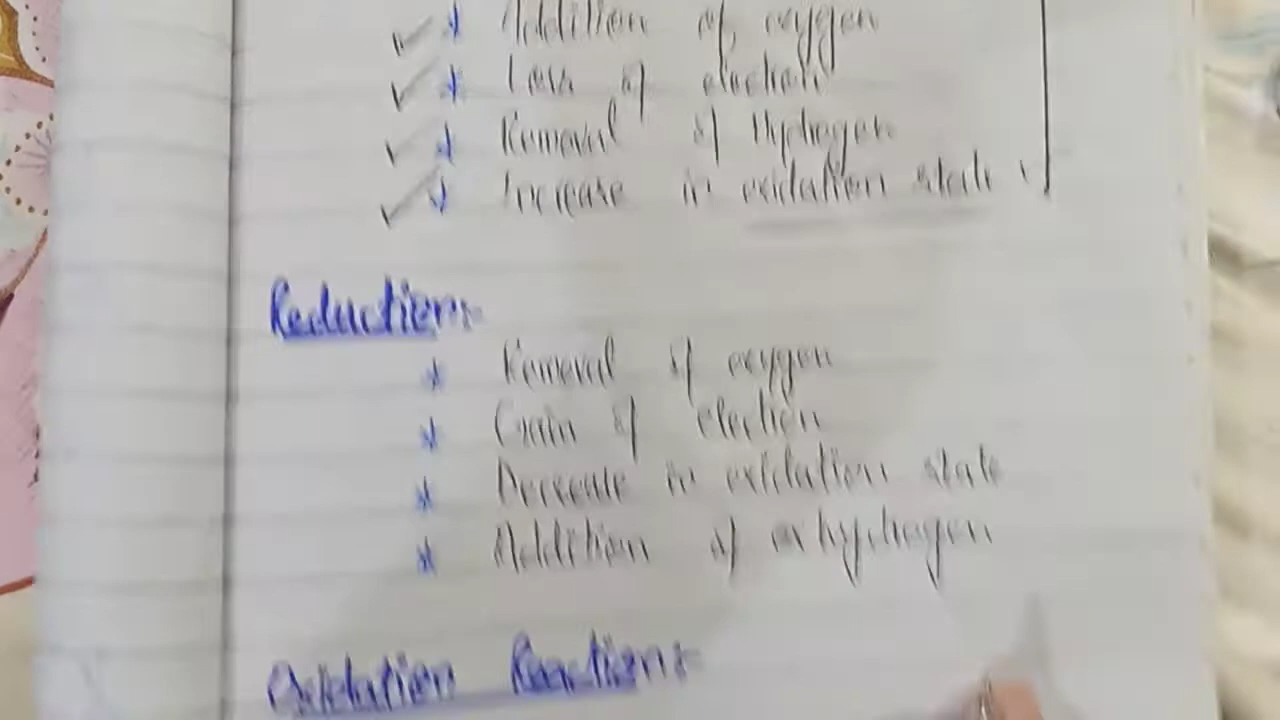 * Addition of oxygen
* Loss of electron
* Removal of Hydrogen
* Increase in oxidation state
Reduction:
* Removal of oxygen
* Gain of electron
* Decrease in oxidation state
* Addition of hydrogen
Oxidation Reaction: